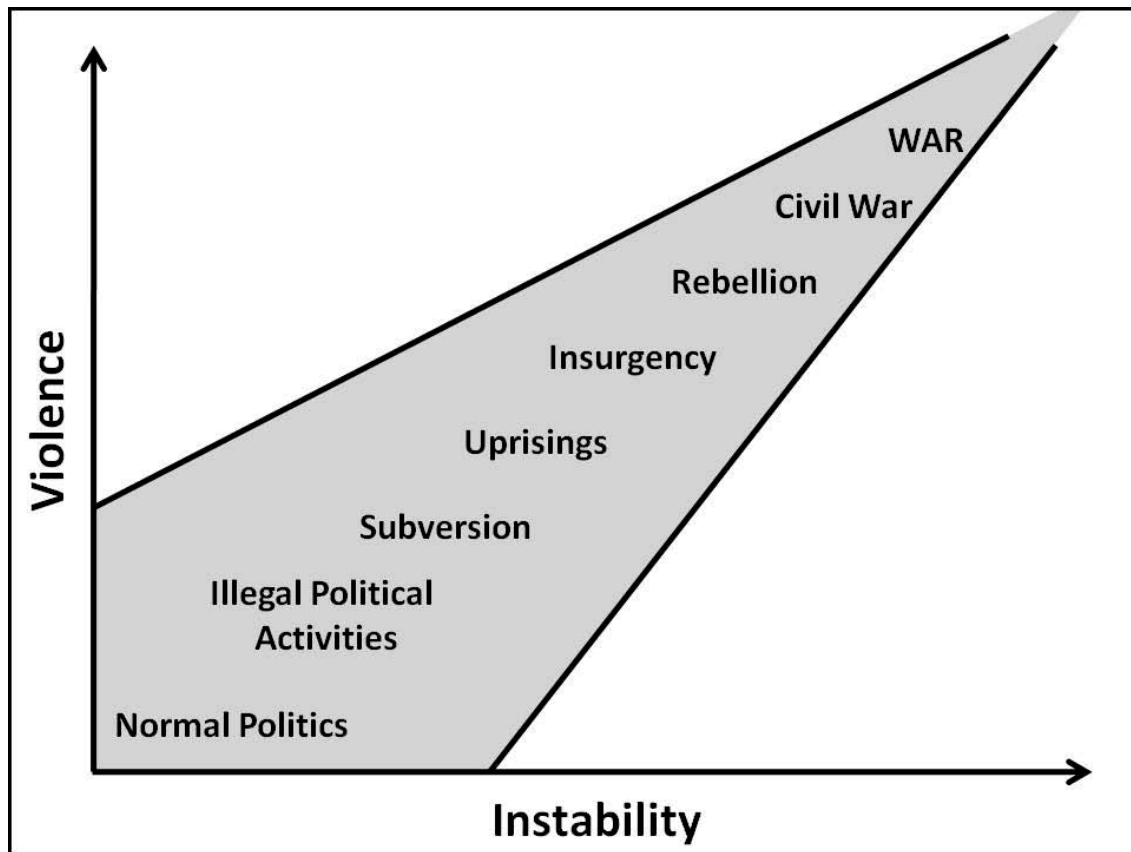 WAR
Civil War
Rebellion
Insurgency
Uprisings
Subversion
Illegal Political
Activities
Normal Politics
Violence
Instability